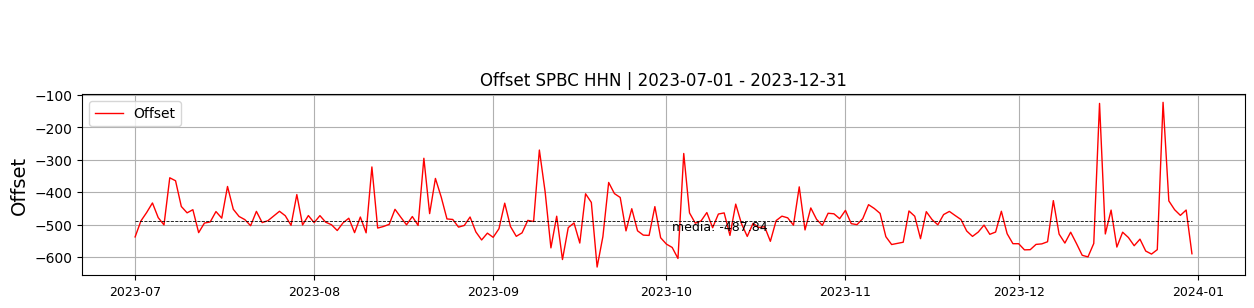 Offset SPBC HHN | 2023-07-01 - 2023-12-31
Offset
Offset
−100
−200
−300
−400
−500
−600
media: -487.84
2023-07 2023-08 2023-09 2023-10 2023-11 2023-12 2024-01